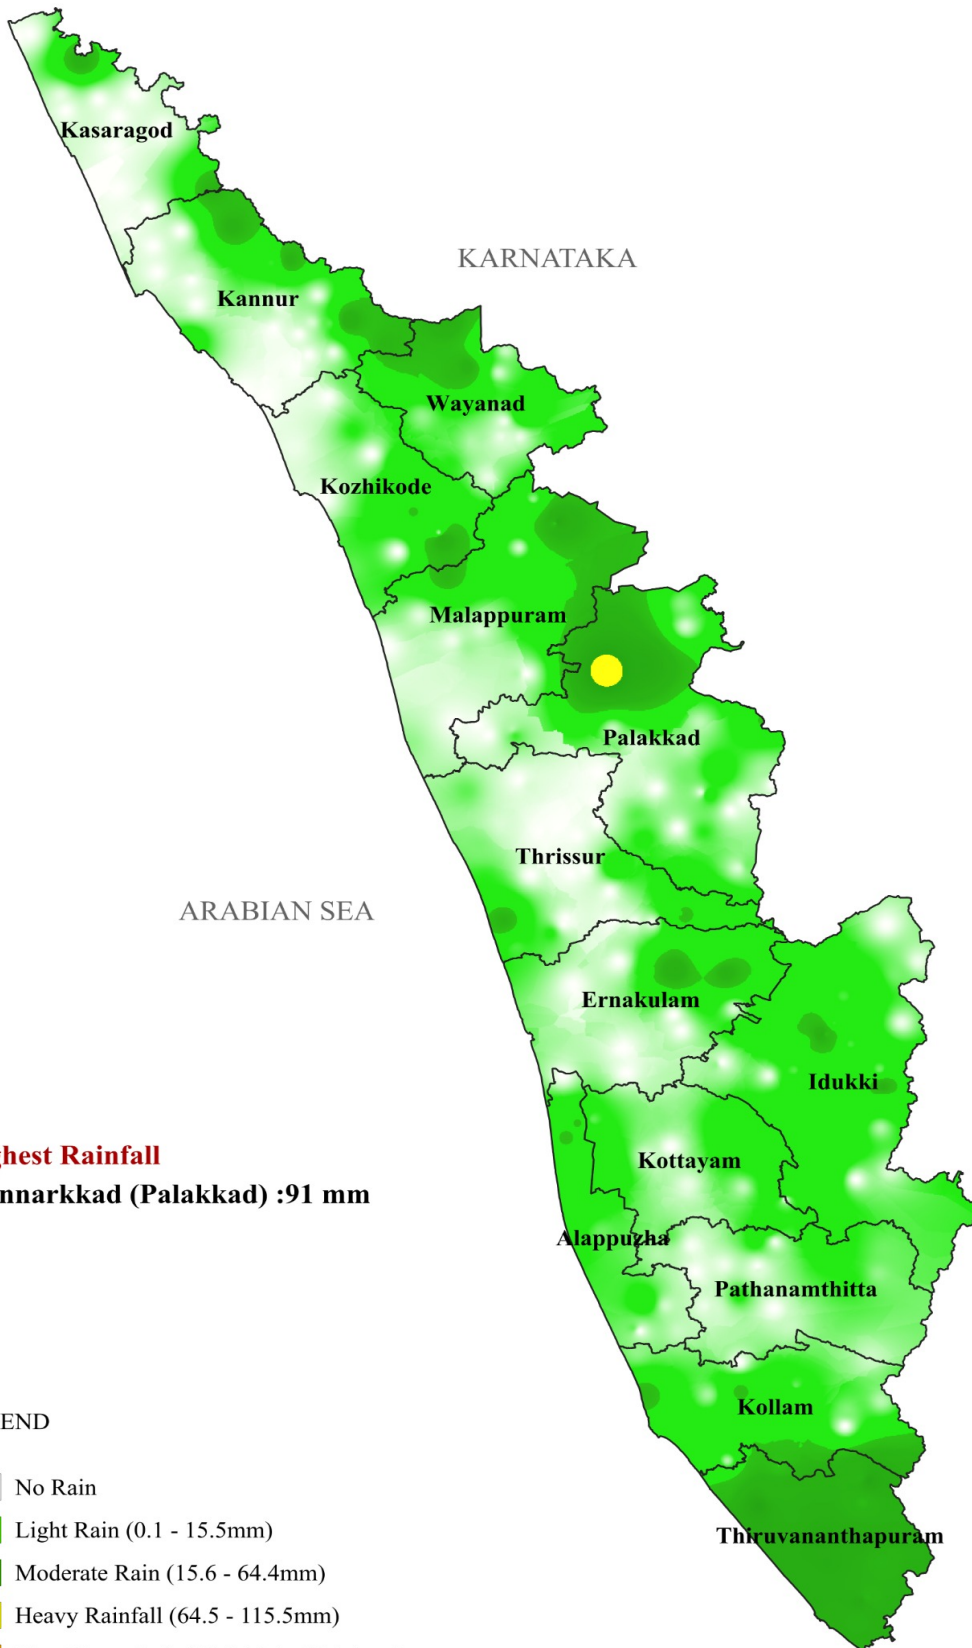 Kasaragod
KARNATAKA
Kannur
Wayanad
Kozhikode
Malappuram
Palakkad
Thrissur
ARABIAN SEA
Ernakulam
Idukki
ghest Rainfall
Kottayam
nnarkkad (Palakkad) :91 mm
Alappuzha
Pathanamthitta
Kollam
END
No Rain
Light Rain (0.1 - 15.5mm)
Thiruvananthapuram
Moderate Rain (15.6 - 64.4mm)
Heavy Rainfall (64.5 - 115.5mm)